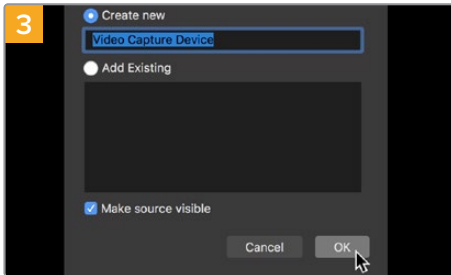 3
Create new
Video Capture Device
Add Existing
Make source visible
Cancel OK